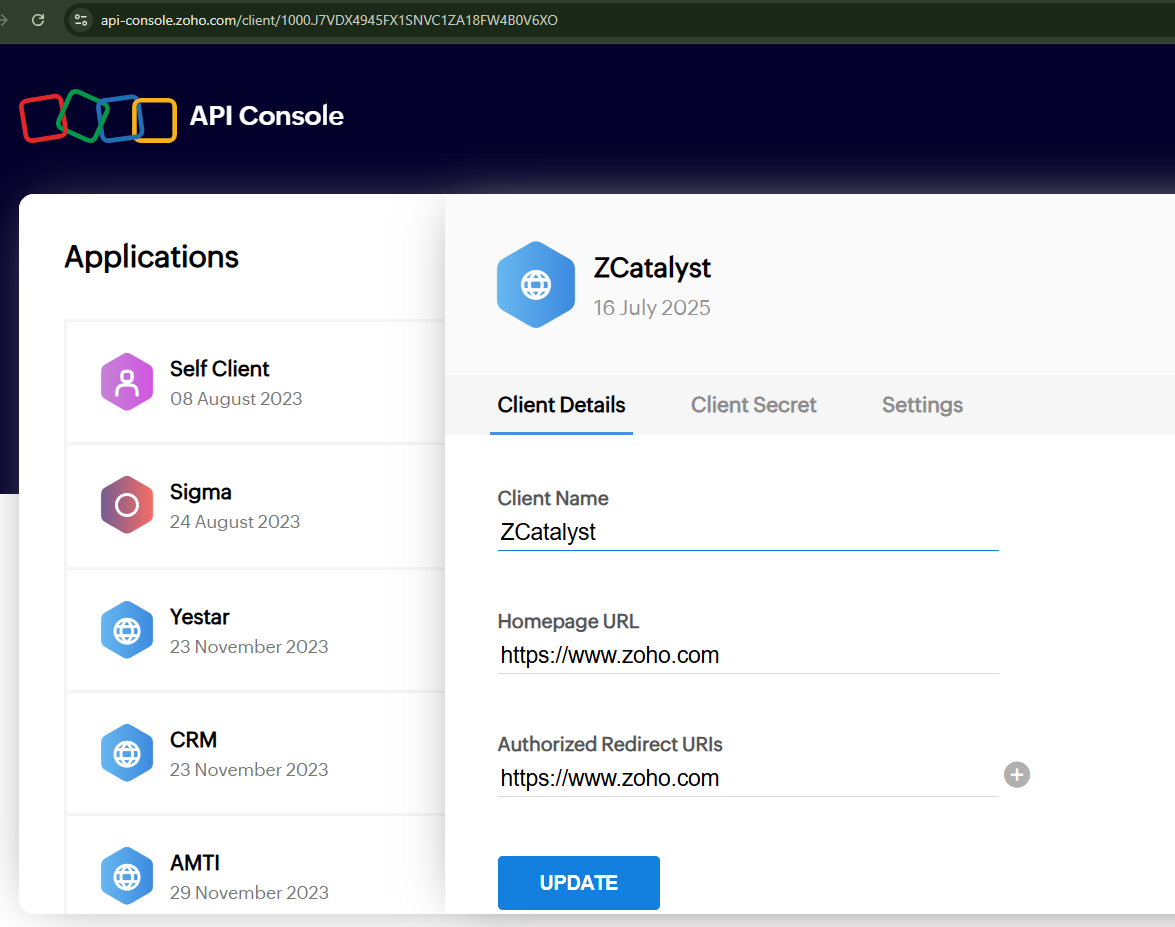 api-console.zoho.com/client/1000.J7VDX4945FX1SNVC1ZA18FW4B0V6XO
API Console
Applications
Self Client
08 August 2023
Sigma
24 August 2023
Yestar
23 November 2023
CRM
23 November 2023
AMTI
29 November 2023
ZCatalyst
16 July 2025
Client Details Client Secret Settings
Client Name
ZCatalyst
Homepage URL
https://www.zoho.com
Authorized Redirect URIs
https://www.zoho.com
UPDATE